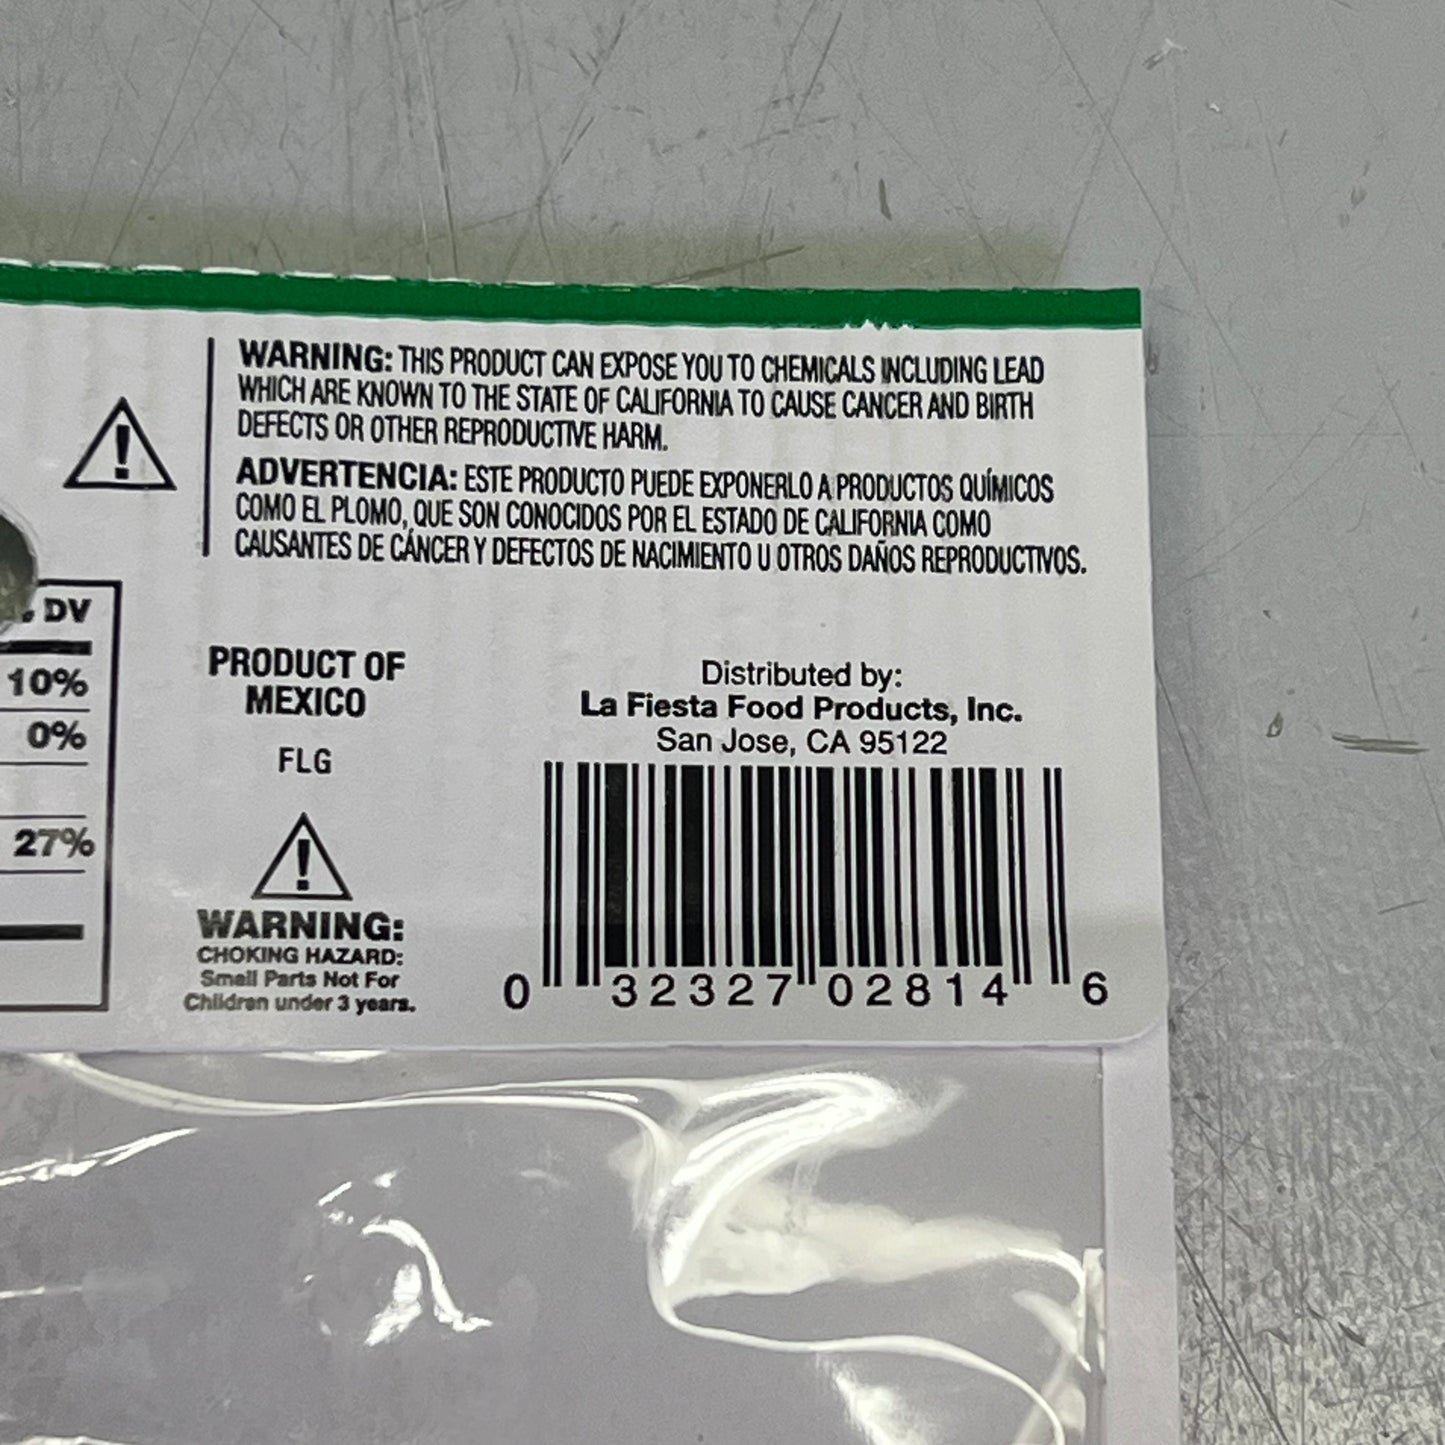 WARNING: THIS PRODUCT CAN EXPOSE YOU TO CHEMICALS INCLUDING LEAD
WHICH ARE KNOWN TO THE STATE OF CALIFORNIA TO CAUSE CANCER AND BIRTH
DEFECTS OR OTHER REPRODUCTIVE HARM.
ADVERTENCIA: ESTE PRODUCTO PUEDE EXPONERLO A PRODUCTOS QUÍMICOS
COMO EL PLOMO, QUE SON CONOCIDOS POR EL ESTADO DE CALIFORNIA COMO
CAUSANTES DE CÁNCER Y DEFECTOS DE NACIMIENTO U OTROS DAÑOS REPRODUCTIVOS.
% DV
10%
0%
27%
PRODUCT OF
MEXICO
FLG
WARNING:
CHOKING HAZARD:
Small Parts Not For
Children under 3 years.
Distributed by:
La Fiesta Food Products, Inc.
San Jose, CA 95122
0 32327 02814 6